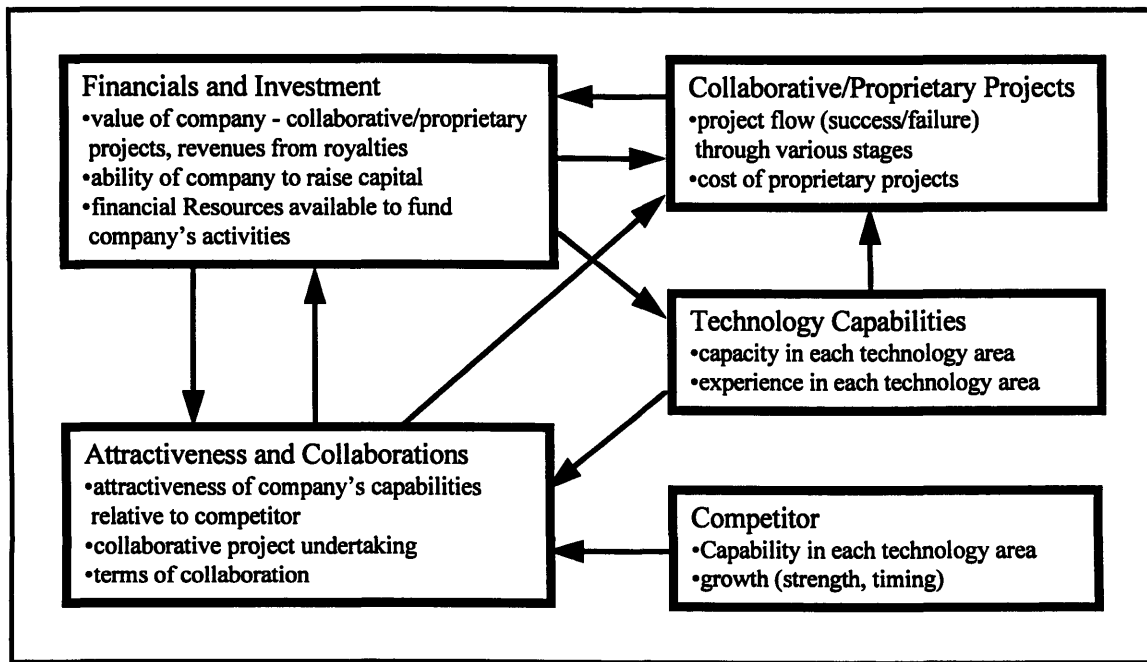 Financials and Investment
•value of company - collaborative/proprietary
projects, revenues from royalties
•ability of company to raise capital
•financial Resources available to fund
company's activities
Collaborative/Proprietary Projects
•project flow (success/failure)
through various stages
•cost of proprietary projects
Technology Capabilities
•capacity in each technology area
•experience in each technology area
Attractiveness and Collaborations
•attractiveness of company's capabilities
relative to competitor
•collaborative project undertaking
•terms of collaboration
Competitor
•Capability in each technology area
•growth (strength, timing)